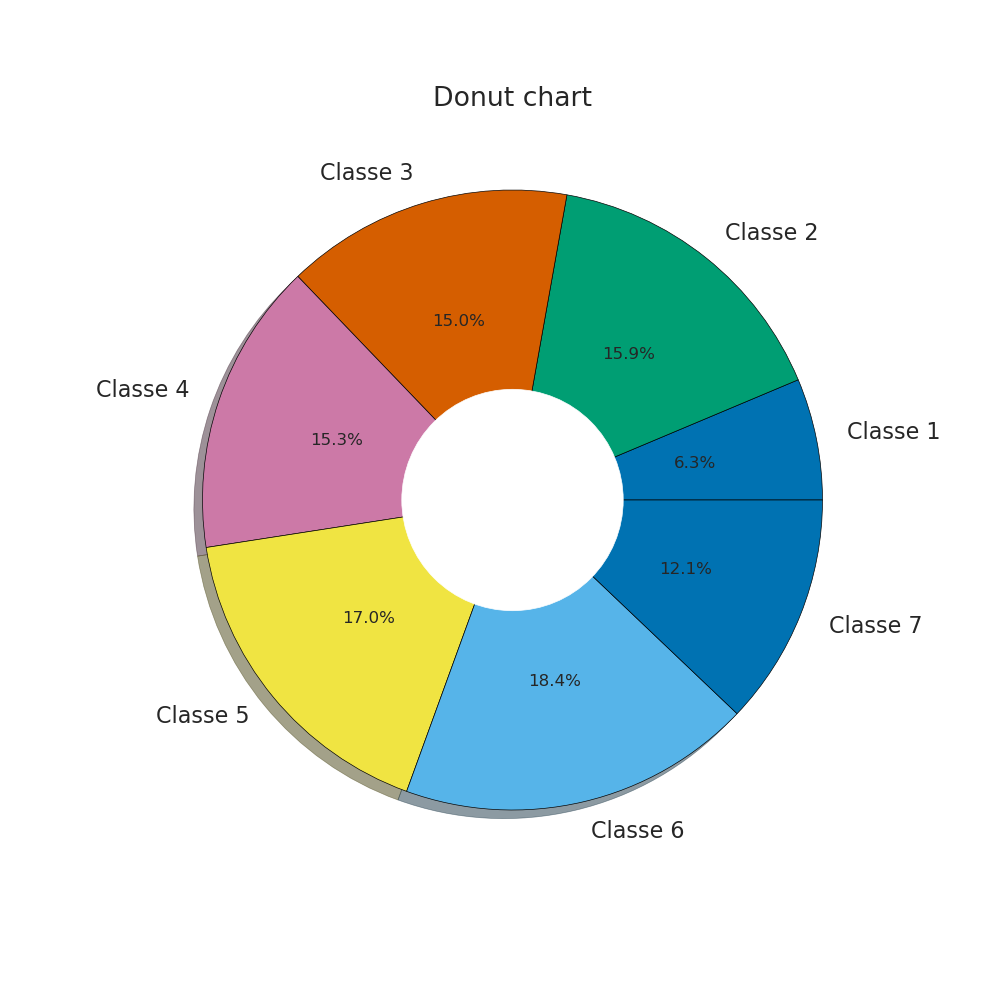 Donut chart
Classe 3
Classe 2
15.0%
15.9%
Classe 4
Classe 1
15.3%
6.3%
12.1%
17.0%
Classe 7
18.4%
Classe 5
Classe 6